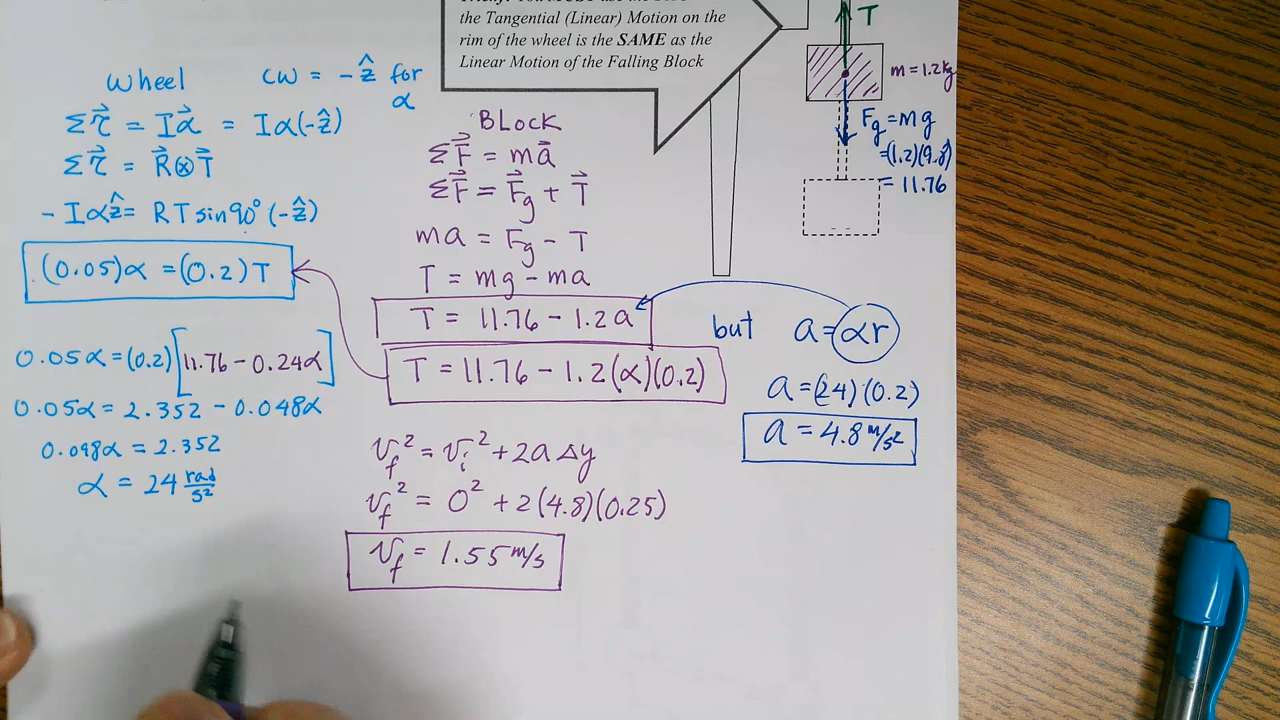 the Tangential (Linear) Motion on the
rim of the wheel is the SAME as the
Linear Motion of the Falling Block
T
m = 1.2kg
Fg = mg
=(1.2)(9.8)
= 11.76
Wheel
CW = -ẑ for
α
Στ⃗ = Iα⃗ = Iα(-ẑ)
Στ⃗ = R⃗⊗T⃗
- Iαẑ = RT sin90°(-ẑ)
(0.05)α = (0.2)T
0.05α = (0.2)[11.76 - 0.24α]
0.05α = 2.352 - 0.048α
0.098α = 2.352
α = 24 rad/s²
BLOCK
ΣF⃗ = ma⃗
ΣF⃗ = F⃗g + T⃗
ma = Fg - T
T = mg - ma
T = 11.76 - 1.2a
T = 11.76 - 1.2(α)(0.2)
but a = αr
a = (24)(0.2)
a = 4.8 m/s²
vf² = vi² + 2aΔy
vf² = 0² + 2(4.8)(0.25)
vf = 1.55 m/s